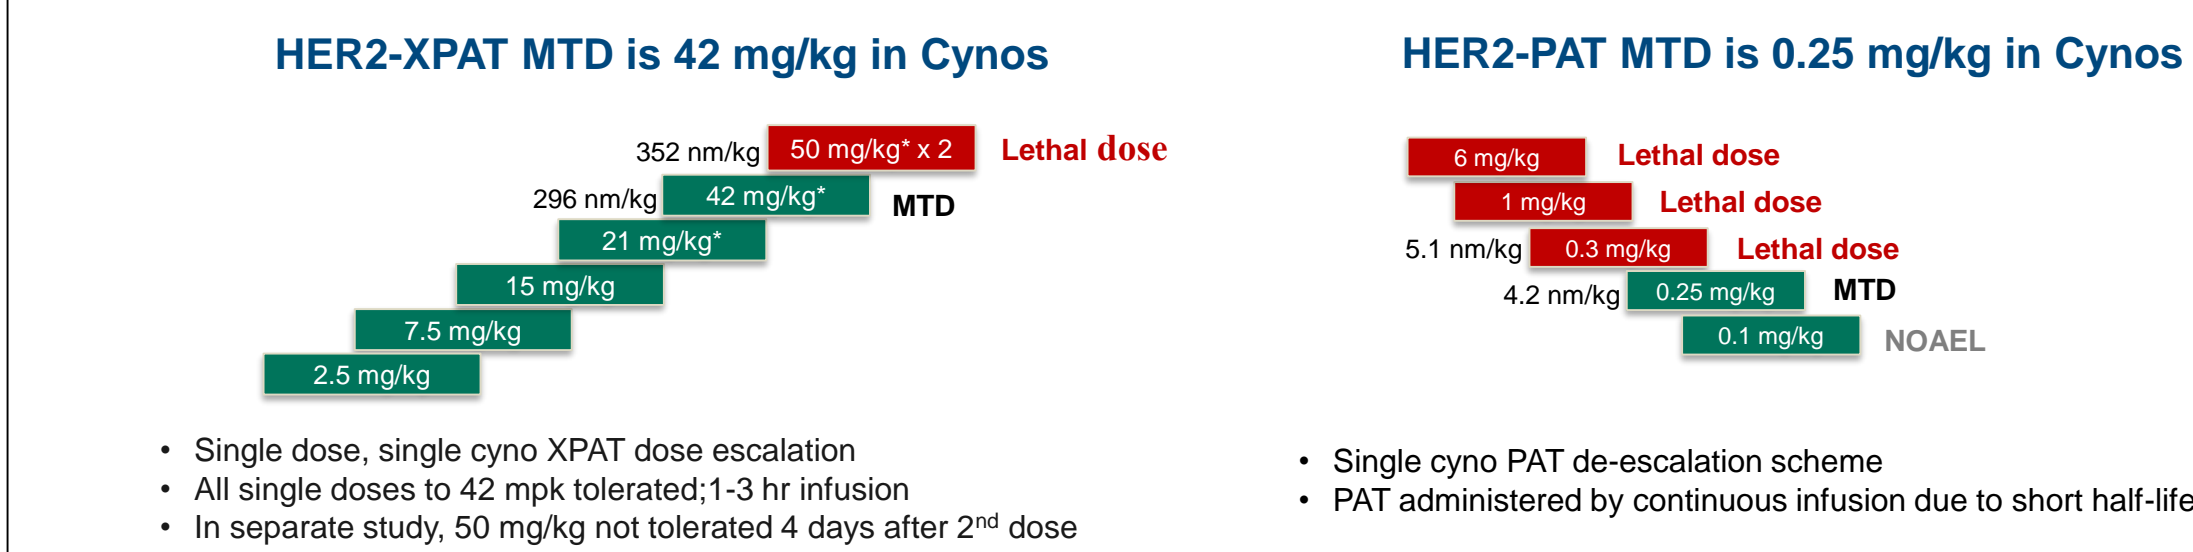 HER2-XPAT MTD is 42 mg/kg in Cynos
352 nm/kg 50 mg/kg* x 2 Lethal dose
296 nm/kg 42 mg/kg* MTD
21 mg/kg*
15 mg/kg
7.5 mg/kg
2.5 mg/kg
• Single dose, single cyno XPAT dose escalation
• All single doses to 42 mpk tolerated;1-3 hr infusion
• In separate study, 50 mg/kg not tolerated 4 days after 2nd dose
HER2-PAT MTD is 0.25 mg/kg in Cynos
6 mg/kg Lethal dose
1 mg/kg Lethal dose
5.1 nm/kg 0.3 mg/kg Lethal dose
4.2 nm/kg 0.25 mg/kg MTD
0.1 mg/kg NOAEL
• Single cyno PAT de-escalation scheme
• PAT administered by continuous infusion due to short half-life